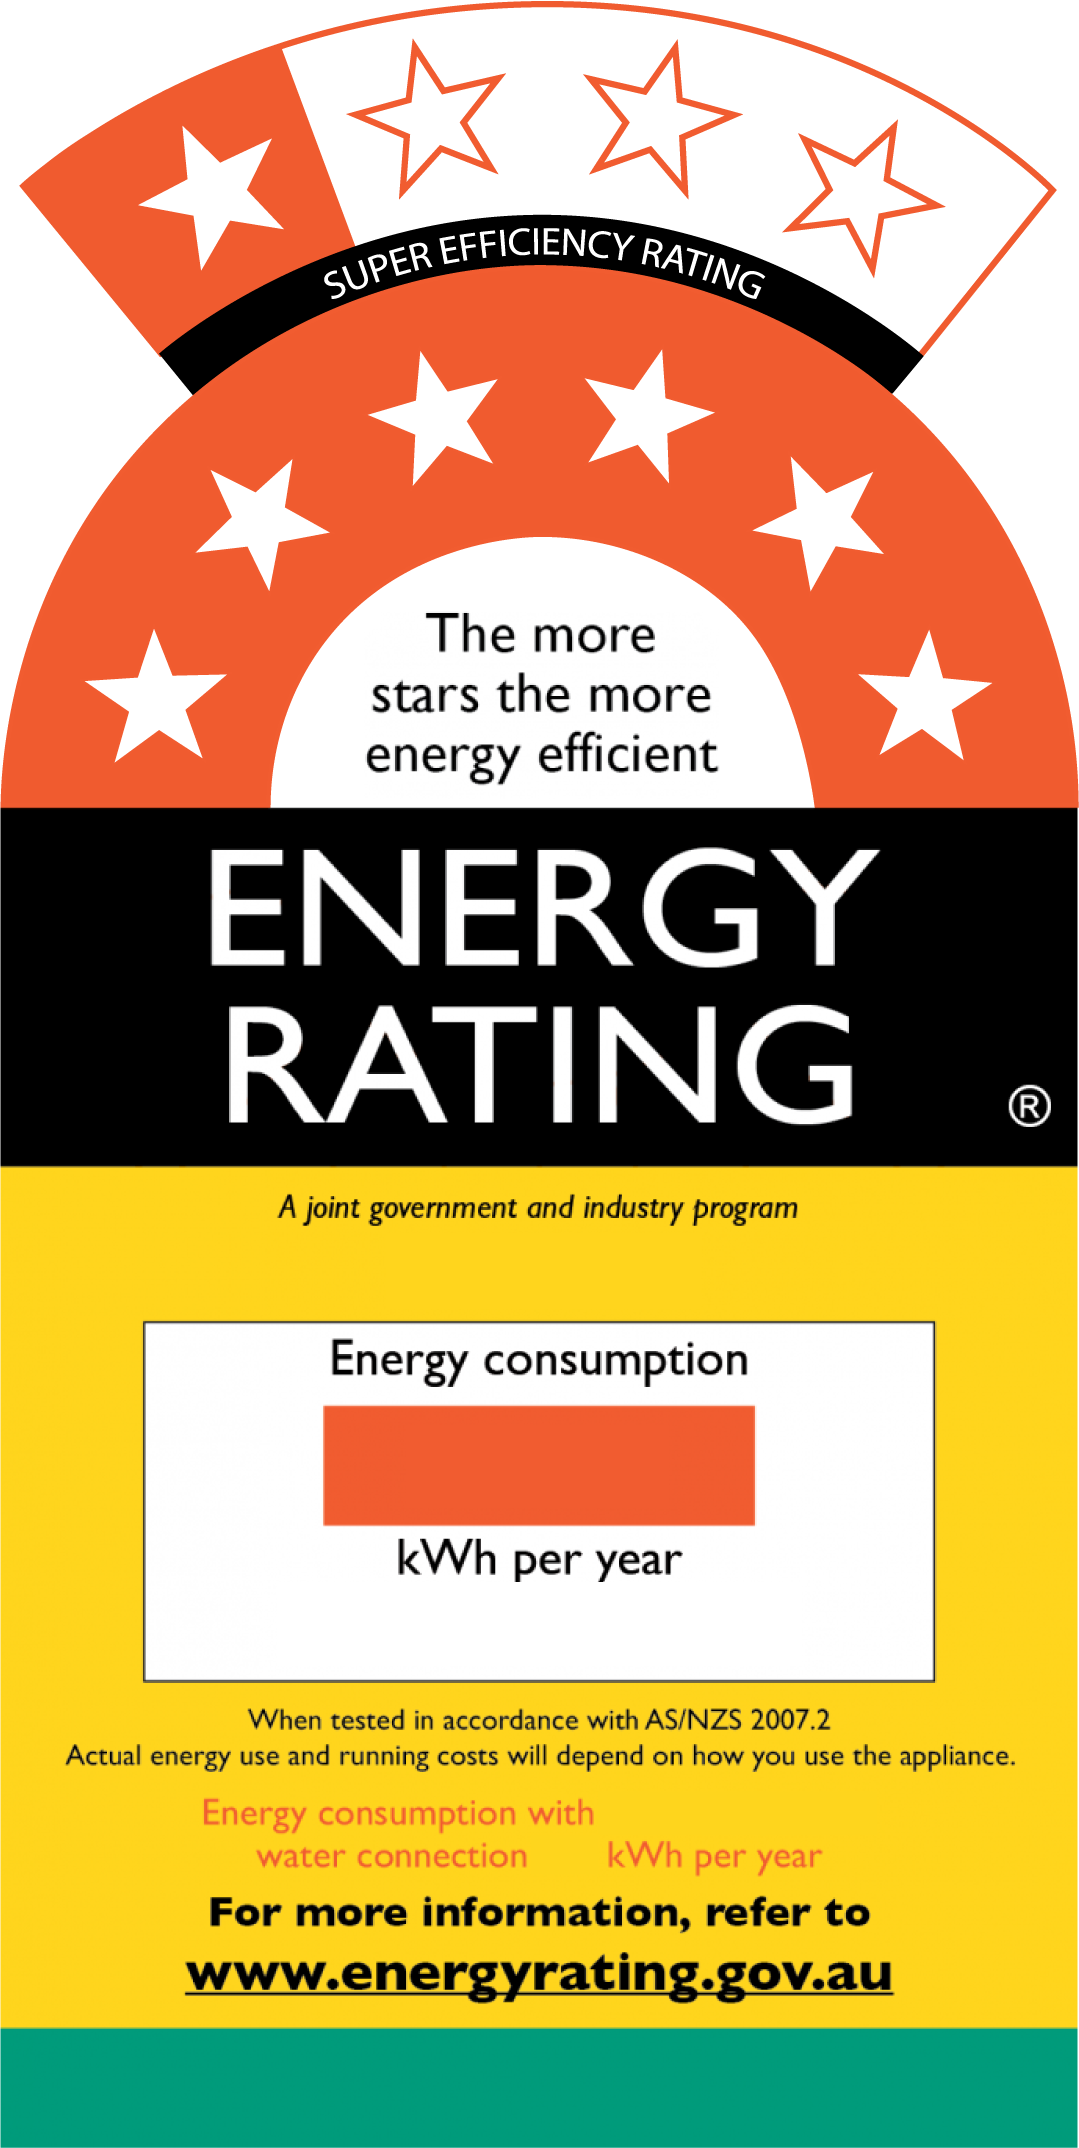 SUPER EFFICIENCY RATING
The more
stars the more
energy efficient
ENERGY
RATING
®
A joint government and industry program
Energy consumption
kWh per year
When tested in accordance with AS/NZS 2007.2
Actual energy use and running costs will depend on how you use the appliance.
Energy consumption with
water connection kWh per year
For more information, refer to
www.energyrating.gov.au